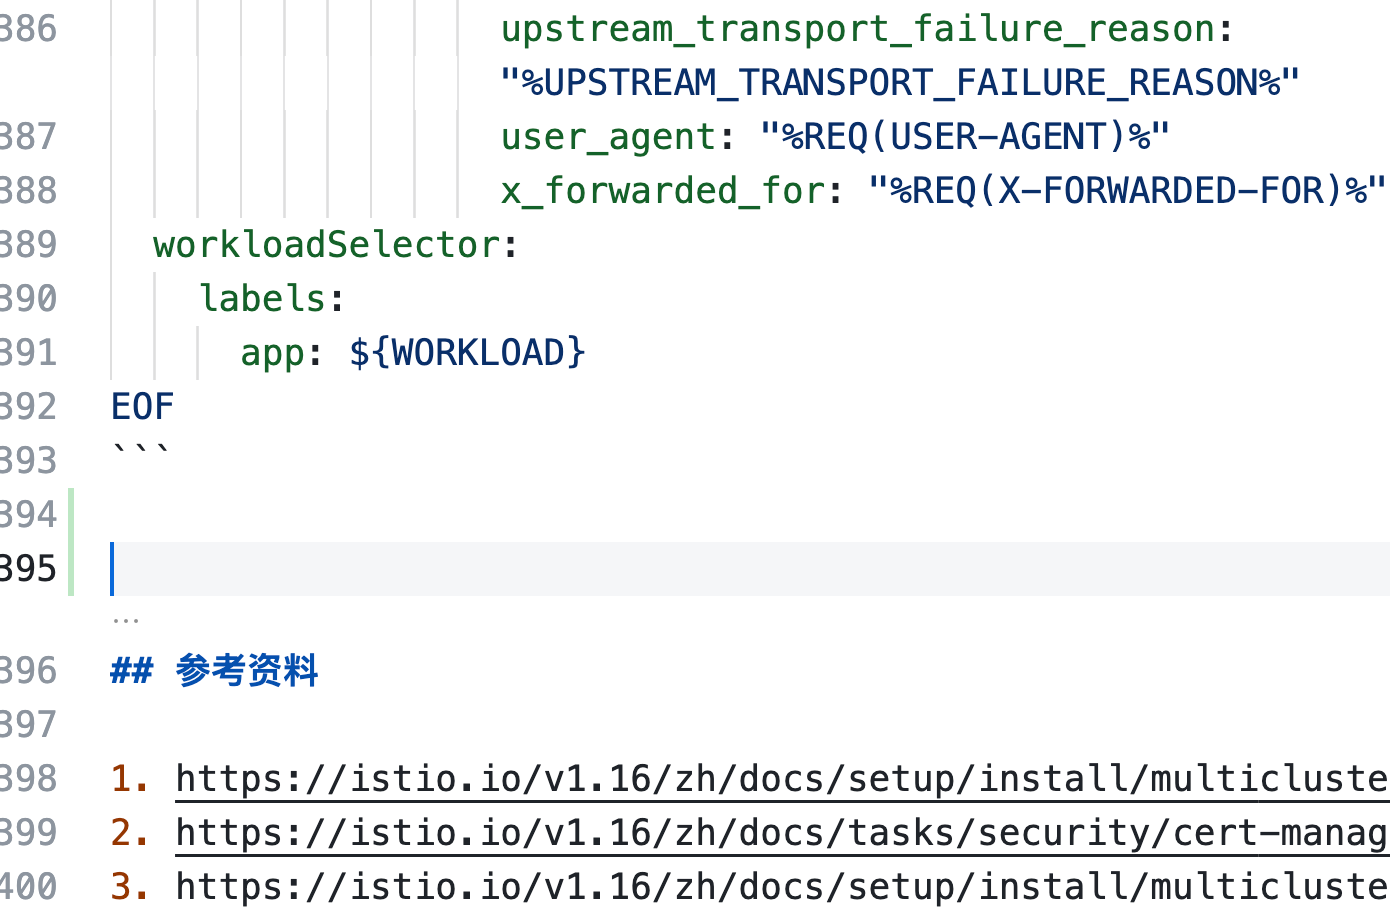 386 upstream_transport_failure_reason:
"%UPSTREAM_TRANSPORT_FAILURE_REASON%"
387 user_agent: "%REQ(USER-AGENT)%"
388 x_forwarded_for: "%REQ(X-FORWARDED-FOR)%"
389 workloadSelector:
390 labels:
391 app: ${WORKLOAD}
392 EOF
393 ```
394
395
...
396 ## 参考资料
397
398 1. https://istio.io/v1.16/zh/docs/setup/install/multicluste
399 2. https://istio.io/v1.16/zh/docs/tasks/security/cert-manag
400 3. https://istio.io/v1.16/zh/docs/setup/install/multicluste